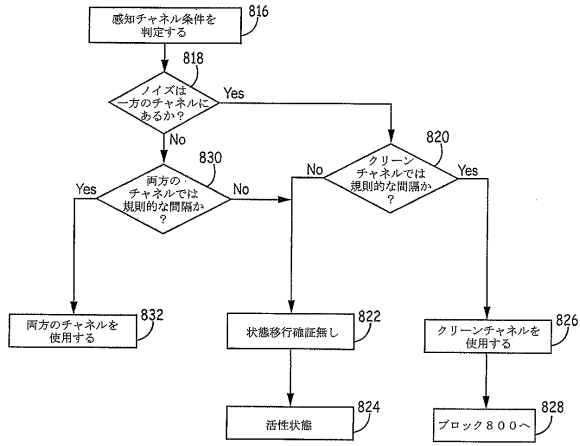 感知チャネル条件を
判定する
816
ノイズは
一方のチャネルに
あるか？
818
Yes
No
クリーン
チャネルでは
規則的な間隔か
？
820
No
Yes
両方の
チャネルでは
規則的な間隔か
？
830
Yes
No
両方のチャネルを
使用する
832
状態移行確証無し
822
クリーンチャネルを
使用する
826
活性状態
824
ブロック８００へ
828